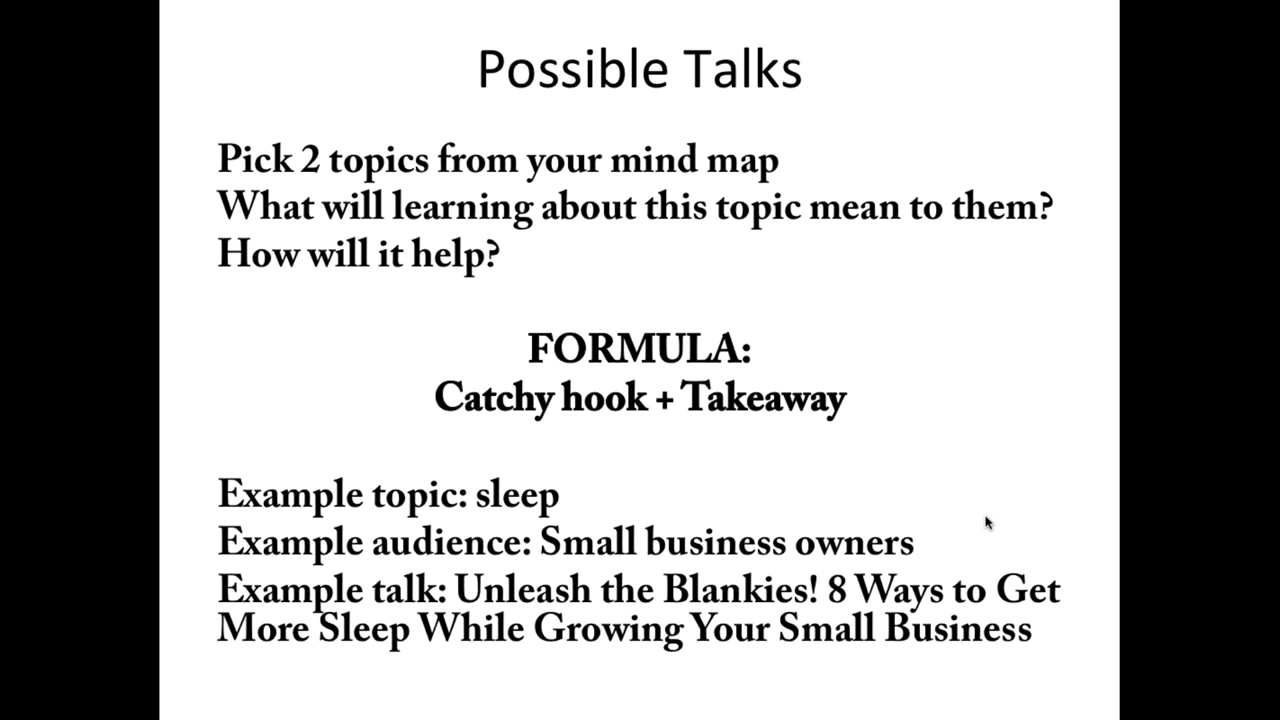 Possible Talks
Pick 2 topics from your mind map
What will learning about this topic mean to them?
How will it help?
FORMULA:
Catchy hook + Takeaway
Example topic: sleep
Example audience: Small business owners
Example talk: Unleash the Blankies! 8 Ways to Get
More Sleep While Growing Your Small Business